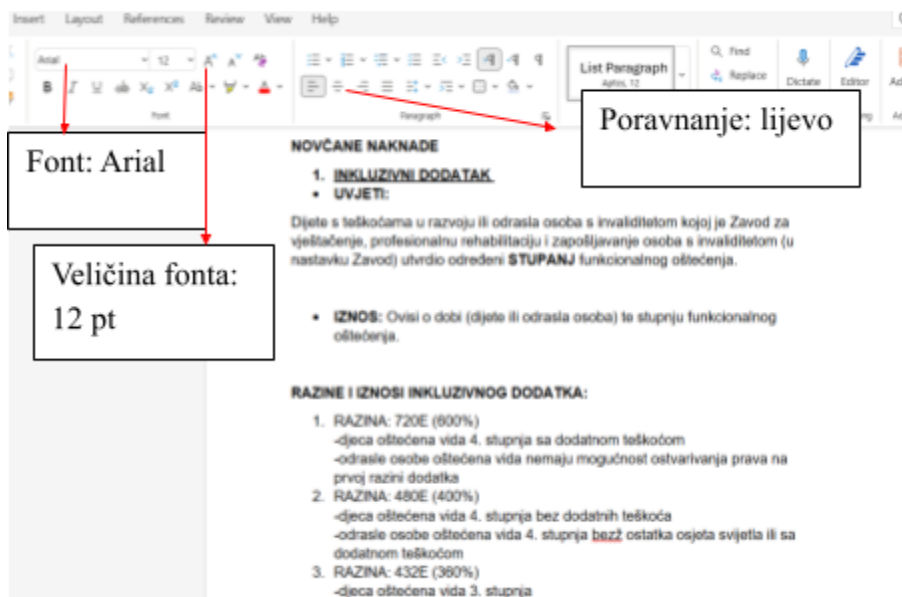 Insert Layout References Review View Help
Arial 12
List Paragraph
Aptos, 12
Find
Replace
Dictate
Editor
Font
Paragraph
Font: Arial
Veličina fonta:
12 pt
Poravnanje: lijevo
NOVČANE NAKNADE
1. INKLUZIVNI DODATAK
• UVJETI:
Dijete s teškoćama u razvoju ili odrasla osoba s invaliditetom kojoj je Zavod za
vještačenje, profesionalnu rehabilitaciju i zapošljavanje osoba s invaliditetom (u
nastavku Zavod) utvrdio određeni STUPANJ funkcionalnog oštećenja.
• IZNOS: Ovisi o dobi (dijete ili odrasla osoba) te stupnju funkcionalnog
oštećenja.
RAZINE I IZNOSI INKLUZIVNOG DODATKA:
1. RAZINA: 720E (600%)
-djeca oštećena vida 4. stupnja sa dodatnom teškoćom
-odrasle osobe oštećena vida nemaju mogućnost ostvarivanja prava na
prvoj razini dodatka
2. RAZINA: 480E (400%)
-djeca oštećena vida 4. stupnja bez dodatnih teškoća
-odrasle osobe oštećena vida 4. stupnja bezž ostatka osjeta svijetla ili sa
dodatnom teškoćom
3. RAZINA: 432E (360%)
-djeca oštećena vida 3. stupnja